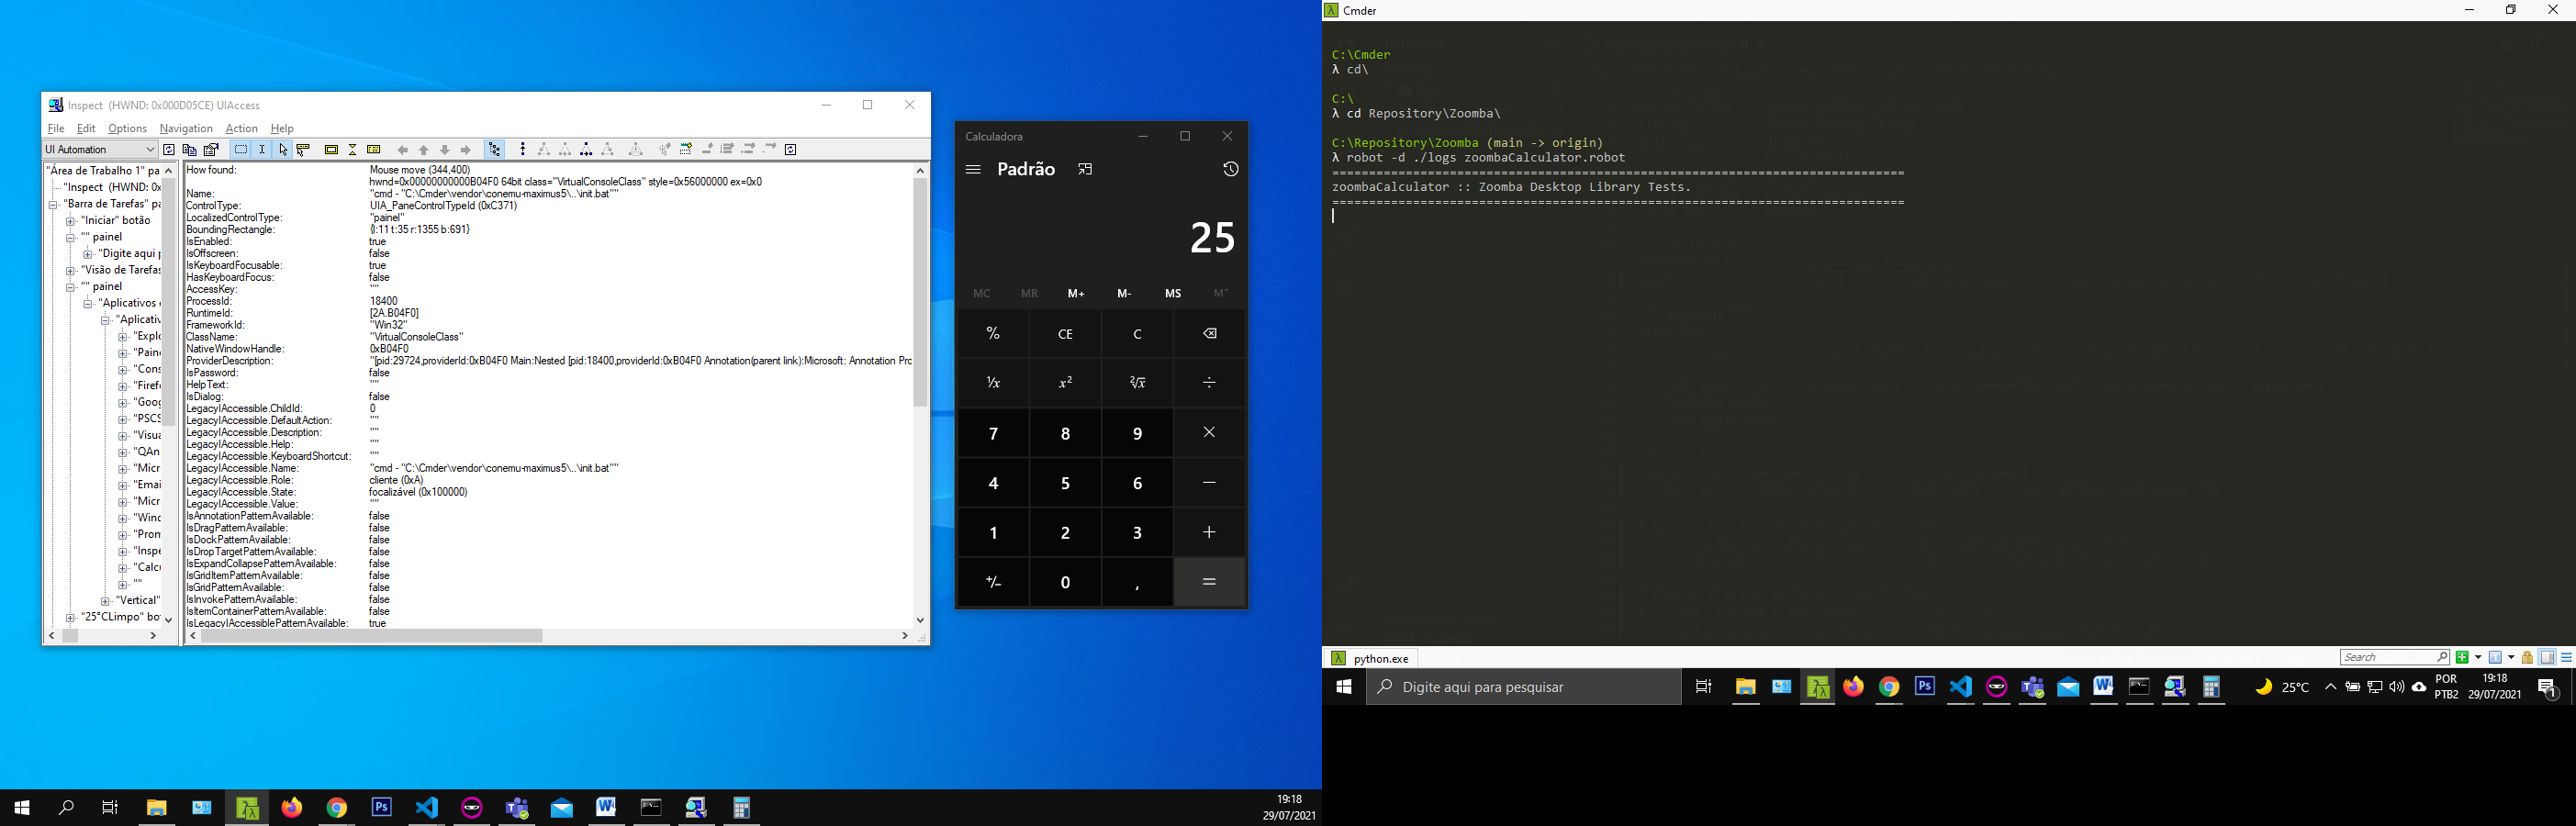 Inspect (HWND: 0x000D05CE) UIAccess
File Edit Options Navigation Action Help
UI Automation
"Área de Trabalho 1" pa
"Inspect (HWND: 0x
"Barra de Tarefas" pa
"Iniciar" botão
"" painel
"Digite aqui p
"Visão de Tarefas
"" painel
"Aplicativos e
"Aplicativ
"Explo
"Paine
"Cons
"Firefo
"Goog
"PSCS
"Visua
"QAn
"Micr
"Emai
"Micr
"Winc
"Prom
"Inspe
"Calcu
""
"Vertical"
"25°CLimpo" bo
How found: Mouse move (344,400)
hwnd=0x00000000000B04F0 64bit class="VirtualConsoleClass" style=0x56000000 ex=0x0
Name: "cmd - "C:\Cmder\vendor\conemu-maximus5\..\init.bat""
ControlType: UIA_PaneControlTypeId (0xC371)
LocalizedControlType: "painel"
BoundingRectangle: {l:11 t:35 r:1355 b:691}
IsEnabled: true
IsOffscreen: false
IsKeyboardFocusable: true
HasKeyboardFocus: false
AccessKey: ""
ProcessId: 18400
RuntimeId: [2A.B04F0]
FrameworkId: "Win32"
ClassName: "VirtualConsoleClass"
NativeWindowHandle: 0xB04F0
ProviderDescription: "[pid:29724,providerId:0xB04F0 Main:Nested [pid:18400,providerId:0xB04F0 Annotation(parent link):Microsoft: Annotation Pro
IsPassword: false
HelpText: ""
IsDialog: false
LegacyIAccessible.ChildId: 0
LegacyIAccessible.DefaultAction: ""
LegacyIAccessible.Description: ""
LegacyIAccessible.Help: ""
LegacyIAccessible.KeyboardShortcut: ""
LegacyIAccessible.Name: "cmd - "C:\Cmder\vendor\conemu-maximus5\..\init.bat""
LegacyIAccessible.Role: cliente (0xA)
LegacyIAccessible.State: focalizável (0x100000)
LegacyIAccessible.Value: ""
IsAnnotationPatternAvailable: false
IsDragPatternAvailable: false
IsDockPatternAvailable: false
IsDropTargetPatternAvailable: false
IsExpandCollapsePatternAvailable: false
IsGridItemPatternAvailable: false
IsGridPatternAvailable: false
IsInvokePatternAvailable: false
IsItemContainerPatternAvailable: false
IsLegacyIAccessiblePatternAvailable: true
Calculadora
Padrão
25
MC MR M+ M- MS M˅
% CE C
¹/x x² ²√x ÷
7 8 9 ×
4 5 6 −
1 2 3 +
+/− 0 , =
19:18
29/07/2021
Cmder
C:\Cmder
λ cd\
C:\
λ cd Repository\Zoomba\
C:\Repository\Zoomba (main -> origin)
λ robot -d ./logs zoombaCalculator.robot
==============================================================================
zoombaCalculator :: Zoomba Desktop Library Tests.
==============================================================================
python.exe
Search
Digite aqui para pesquisar
25°C
POR
PTB2
19:18
29/07/2021
1